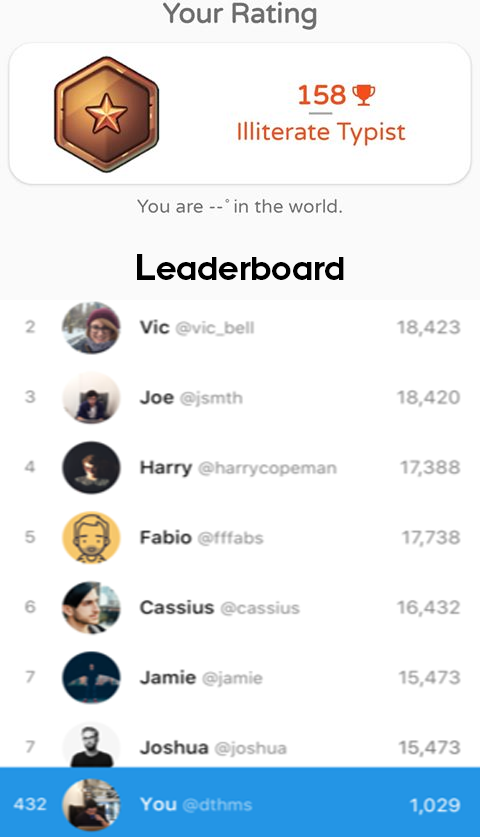 Your Rating
158
Illiterate Typist
You are --° in the world.
Leaderboard
2 Vic @vic_bell 18,423
3 Joe @jsmth 18,420
4 Harry @harrycopeman 17,388
5 Fabio @fffabs 17,738
6 Cassius @cassius 16,432
7 Jamie @jamie 15,473
7 Joshua @joshua 15,473
432 You @dthms 1,029